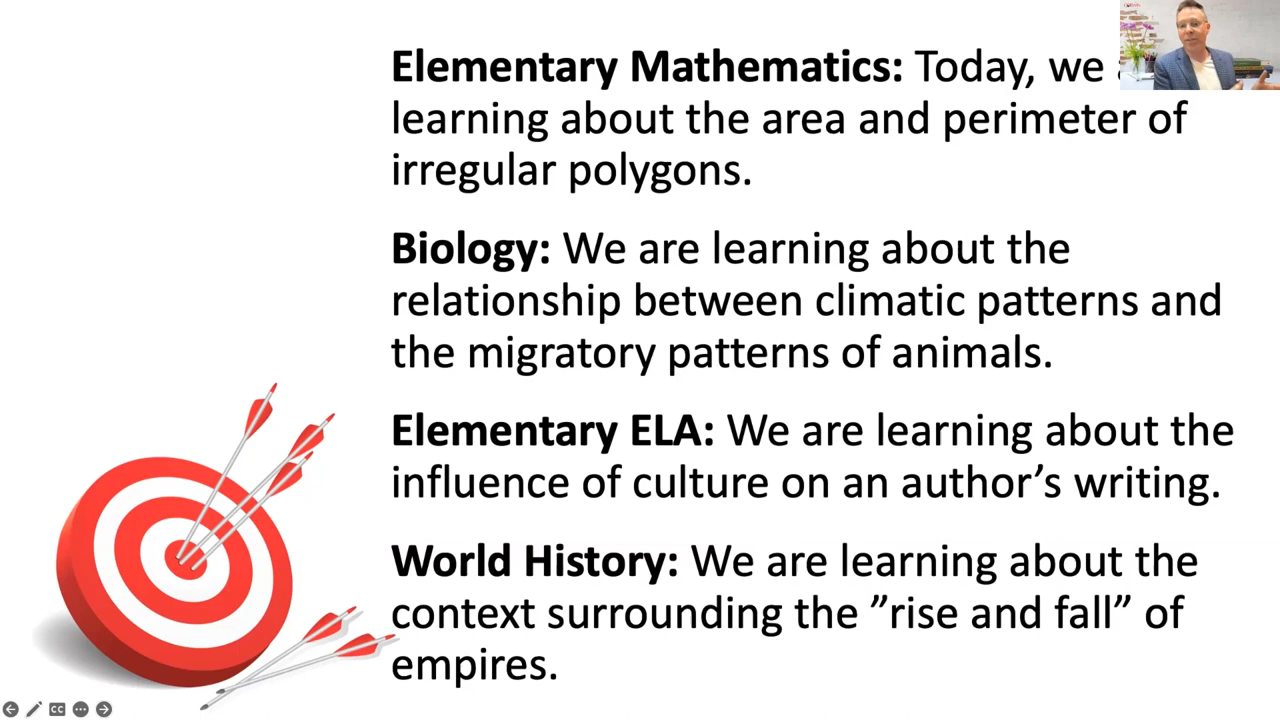 Elementary Mathematics: Today, we
learning about the area and perimeter of
irregular polygons.
Biology: We are learning about the
relationship between climatic patterns and
the migratory patterns of animals.
Elementary ELA: We are learning about the
influence of culture on an author’s writing.
World History: We are learning about the
context surrounding the ”rise and fall” of
empires.
CC